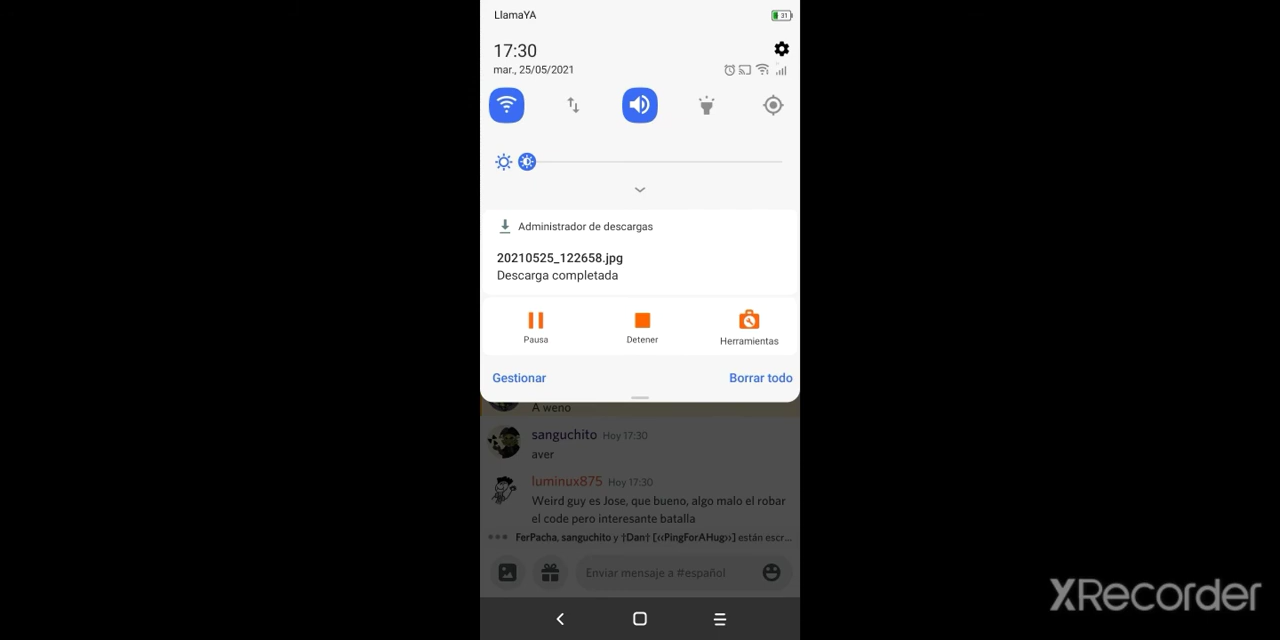 LlamaYA
31
17:30
mar., 25/05/2021
Administrador de descargas
20210525_122658.jpg
Descarga completada
Pausa
Detener
Herramientas
Gestionar
Borrar todo
A weno
sanguchito Hoy 17:30
aver
luminux875 Hoy 17:30
Weird guy es Jose, que bueno, algo malo el robar
el code pero interesante batalla
FerPacha, sanguchito y †Dan† [‹‹PingForAHug››] están escr...
Enviar mensaje a #español
XRecorder